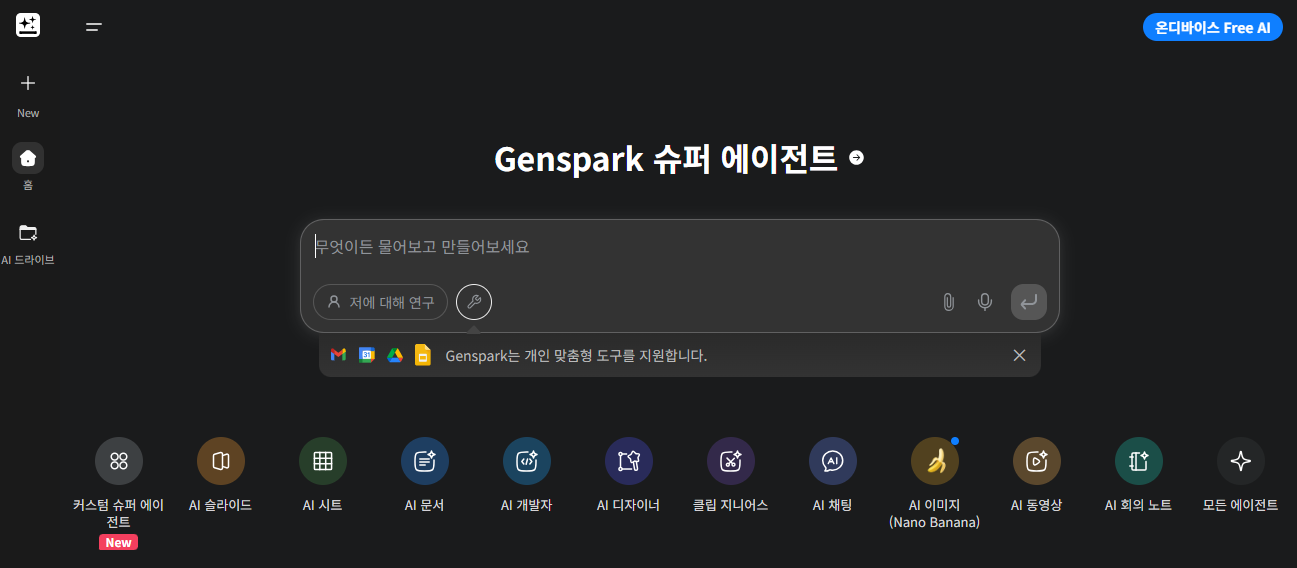 온디바이스 Free AI
New
홈
AI 드라이브
Genspark 슈퍼 에이전트
무엇이든 물어보고 만들어보세요
저에 대해 연구
31
Genspark는 개인 맞춤형 도구를 지원합니다.
커스텀 슈퍼 에이
전트
New
AI 슬라이드
AI 시트
AI 문서
AI 개발자
AI 디자이너
클립 지니어스
AI
AI 채팅
AI 이미지
(Nano Banana)
AI 동영상
AI 회의 노트
모든 에이전트